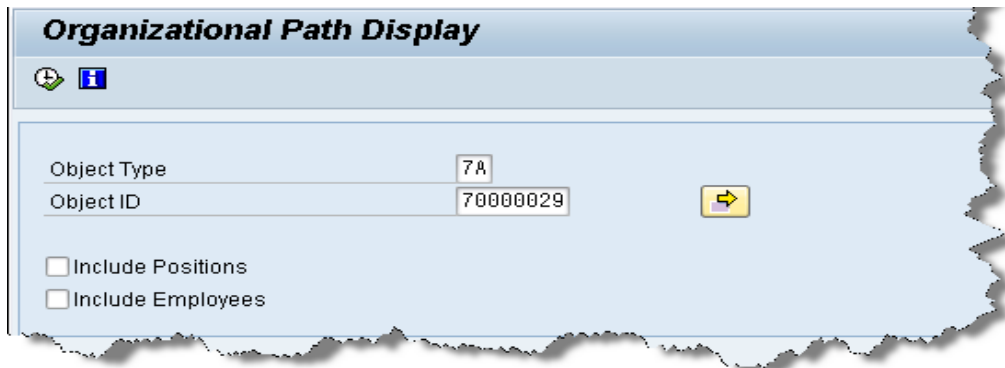 Organizational Path Display
Object Type 7A
Object ID 70000029
Include Positions
Include Employees